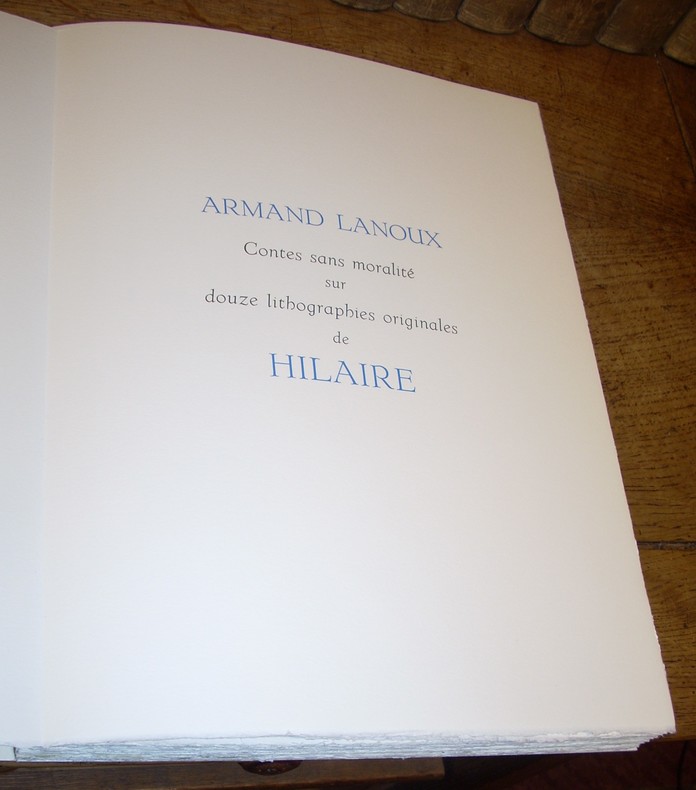 ARMAND LANOUX
Contes sans moralité
sur
douze lithographies originales
de
HILAIRE